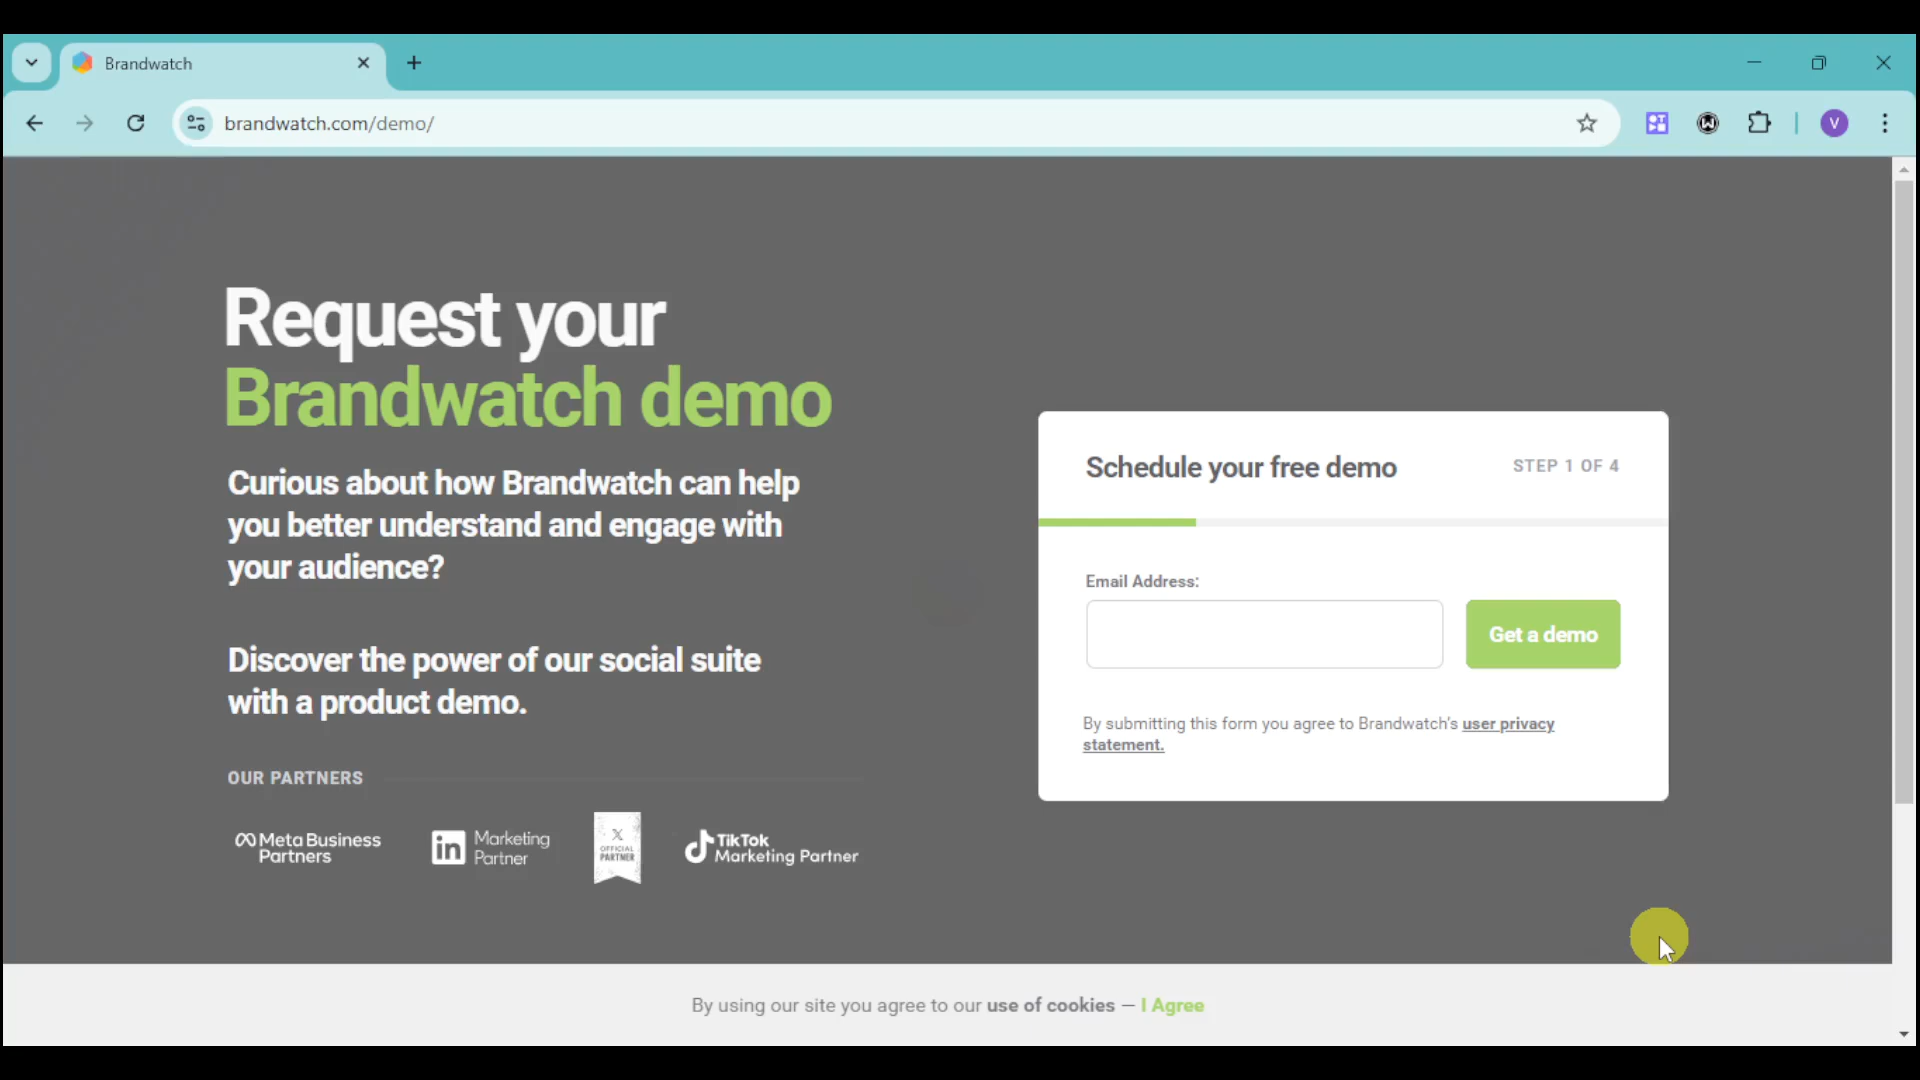 Brandwatch
brandwatch.com/demo/
V
Request your
Brandwatch demo
Curious about how Brandwatch can help
you better understand and engage with
your audience?
Discover the power of our social suite
with a product demo.
OUR PARTNERS
Meta Business
Partners
in Marketing
Partner
X
OFFICIAL
PARTNER
TikTok
Marketing Partner
Schedule your free demo
STEP 1 OF 4
Email Address:
Get a demo
By submitting this form you agree to Brandwatch's user privacy
statement.
By using our site you agree to our use of cookies — I Agree